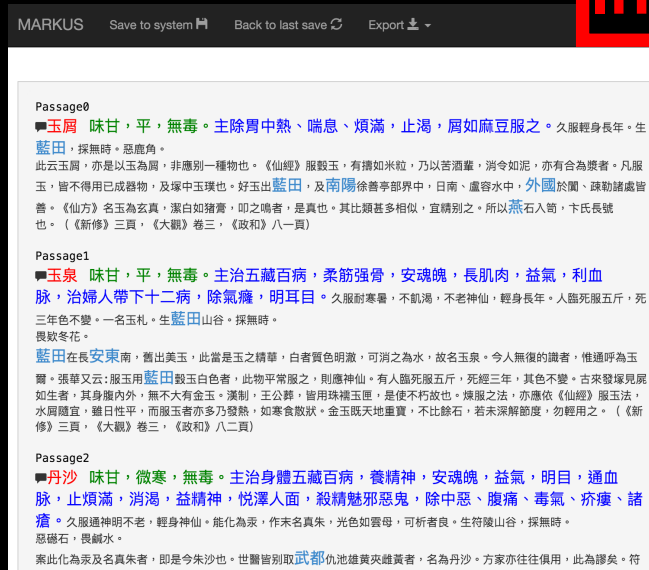 MARKUS Save to system Back to last save Export
Passage0
玉屑 味甘，平，無毒。主除胃中熱、喘息、煩滿，止渴，屑如麻豆服之。久服輕身長年。生
藍田，採無時。惡鹿角。
此云玉屑，亦是以玉為屑，非應別一種物也。《仙經》服瑴玉，有擣如米粒，乃以苦酒輩，消令如泥，亦有合為漿者。凡服
玉，皆不得用已成器物，及塚中玉璞也。好玉出藍田，及南陽徐善亭部界中，日南、盧容水中，外國於闐、疎勒諸處皆
善。《仙方》名玉為玄真，潔白如猪膏，叩之鳴者，是真也。其比類甚多相似，宜精别之。所以燕石入笥，卞氏長號
也。（《新修》三頁，《大觀》卷三，《政和》八一頁）
Passage1
玉泉 味甘，平，無毒。主治五藏百病，柔筋强骨，安魂魄，長肌肉，益氣，利血
脉，治婦人帶下十二病，除氣癃，明耳目。久服耐寒暑，不飢渴，不老神仙，輕身長年。人臨死服五斤，死
三年色不變。一名玉札。生藍田山谷。採無時。
畏欵冬花。
藍田在長安東南，舊出美玉，此當是玉之精華，白者質色明澈，可消之為水，故名玉泉。今人無復的識者，惟通呼為玉
爾。張華又云:服玉用藍田瑴玉白色者，此物平常服之，則應神仙。有人臨死服五斤，死經三年，其色不變。古來發塚見屍
如生者，其身腹內外，無不大有金玉。漢制，王公葬，皆用珠襦玉匣，是使不朽故也。煉服之法，亦應依《仙經》服玉法，
水屑隨宜，雖日性平，而服玉者亦多乃發熱，如寒食散狀。金玉既天地重寶，不比餘石，若未深解節度，勿輕用之。（《新
修》三頁，《大觀》卷三，《政和》八二頁）
Passage2
丹沙 味甘，微寒，無毒。主治身體五藏百病，養精神，安魂魄，益氣，明目，通血
脉，止煩滿，消渴，益精神，悦澤人面，殺精魅邪惡鬼，除中惡、腹痛、毒氣、疥瘻、諸
瘡。久服通神明不老，輕身神仙。能化為汞，作末名真朱，光色如雲母，可析者良。生符陵山谷，採無時。
惡磁石，畏鹹水。
案此化為汞及名真朱者，即是今朱沙也。世醫皆别取武都仇池雄黃夾雌黃者，名為丹沙。方家亦往往俱用，此為謬矣。符